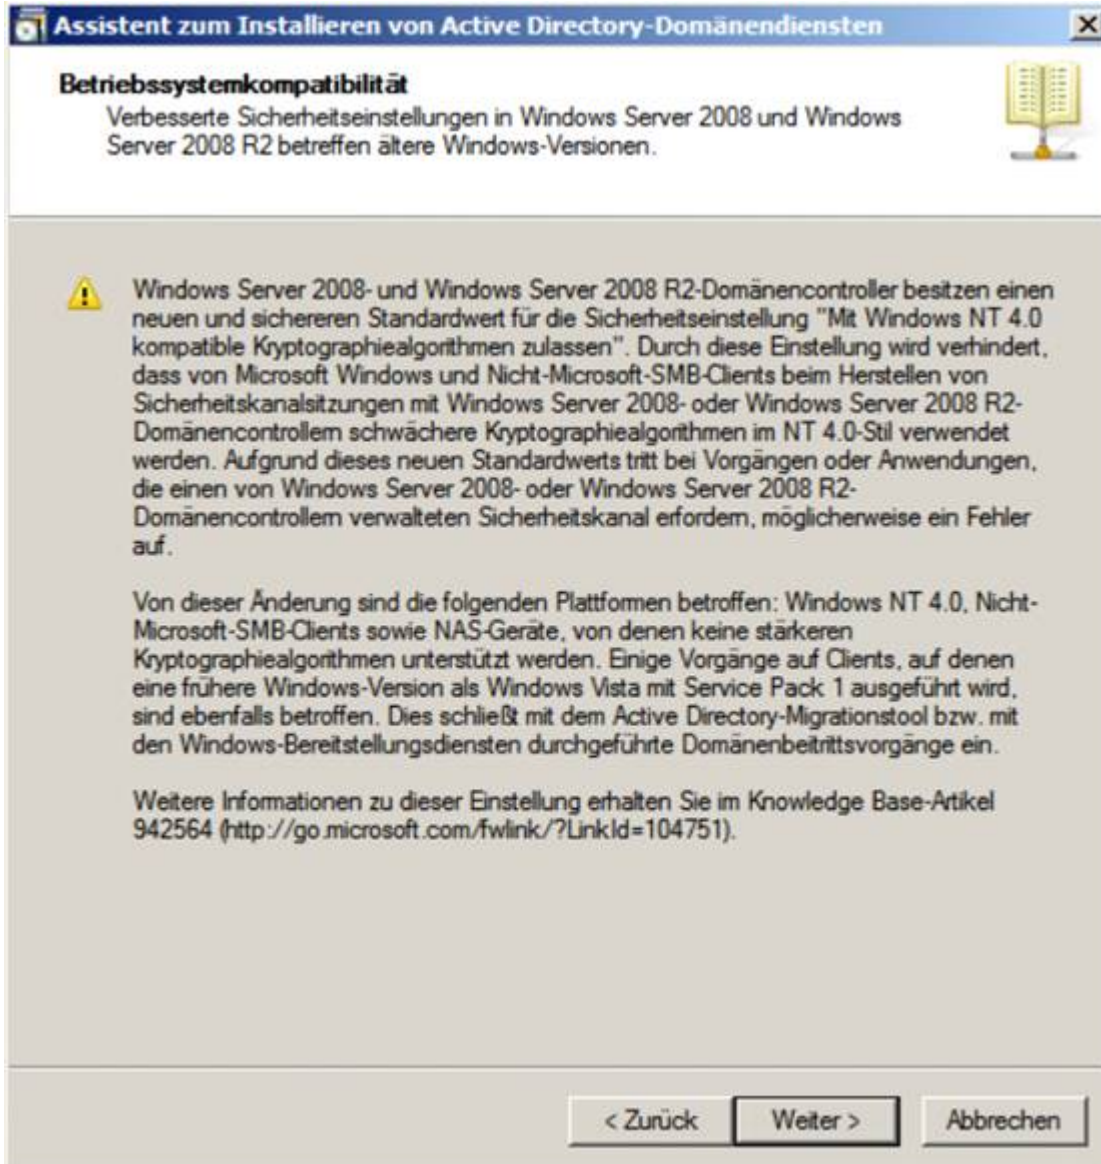 Assistent zum Installieren von Active Directory-Domänendiensten
Betriebssystemkompatibilität
Verbesserte Sicherheitseinstellungen in Windows Server 2008 und Windows
Server 2008 R2 betreffen ältere Windows-Versionen.
Windows Server 2008- und Windows Server 2008 R2-Domänencontroller besitzen einen
neuen und sichereren Standardwert für die Sicherheitseinstellung "Mit Windows NT 4.0
kompatible Kryptographiealgorithmen zulassen". Durch diese Einstellung wird verhindert,
dass von Microsoft Windows und Nicht-Microsoft-SMB-Clients beim Herstellen von
Sicherheitskanalsitzungen mit Windows Server 2008- oder Windows Server 2008 R2-
Domänencontrollern schwächere Kryptographiealgorithmen im NT 4.0-Stil verwendet
werden. Aufgrund dieses neuen Standardwerts tritt bei Vorgängen oder Anwendungen,
die einen von Windows Server 2008- oder Windows Server 2008 R2-
Domänencontrollern verwalteten Sicherheitskanal erfordern, möglicherweise ein Fehler
auf.
Von dieser Änderung sind die folgenden Plattformen betroffen: Windows NT 4.0, Nicht-
Microsoft-SMB-Clients sowie NAS-Geräte, von denen keine stärkeren
Kryptographiealgorithmen unterstützt werden. Einige Vorgänge auf Clients, auf denen
eine frühere Windows-Version als Windows Vista mit Service Pack 1 ausgeführt wird,
sind ebenfalls betroffen. Dies schließt mit dem Active Directory-Migrationstool bzw. mit
den Windows-Bereitstellungsdiensten durchgeführte Domänenbeitrittsvorgänge ein.
Weitere Informationen zu dieser Einstellung erhalten Sie im Knowledge Base-Artikel
942564 (http://go.microsoft.com/fwlink/?LinkId=104751).
< Zurück Weiter > Abbrechen